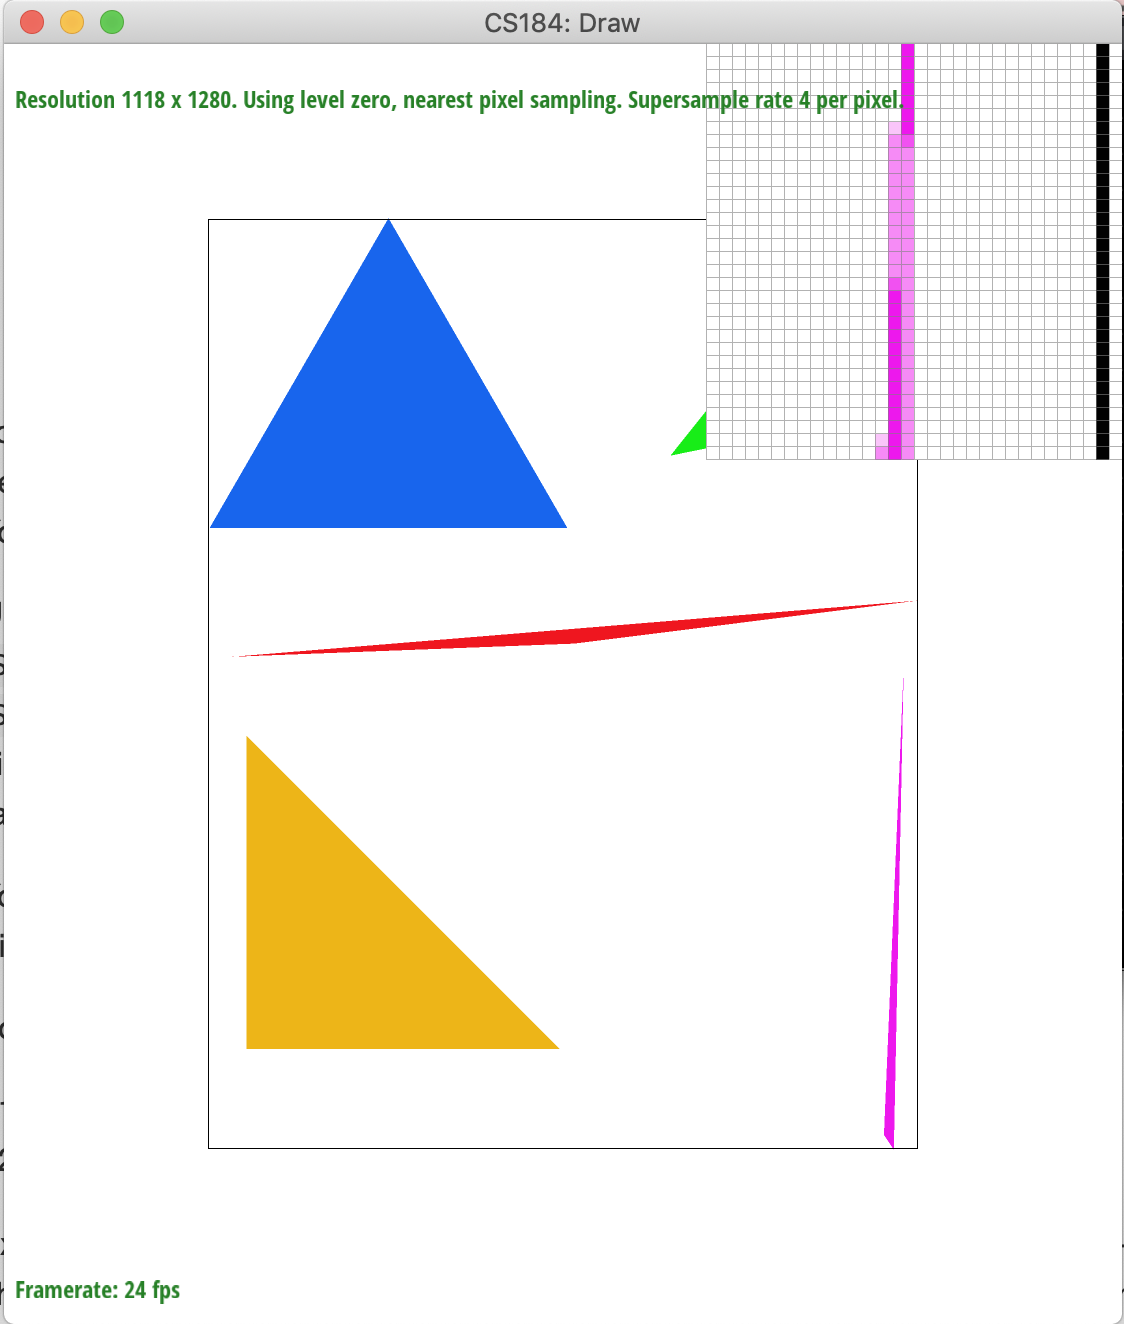 CS184: Draw
Resolution 1118 x 1280. Using level zero, nearest pixel sampling. Supersample rate 4 per pixel.
Framerate: 24 fps